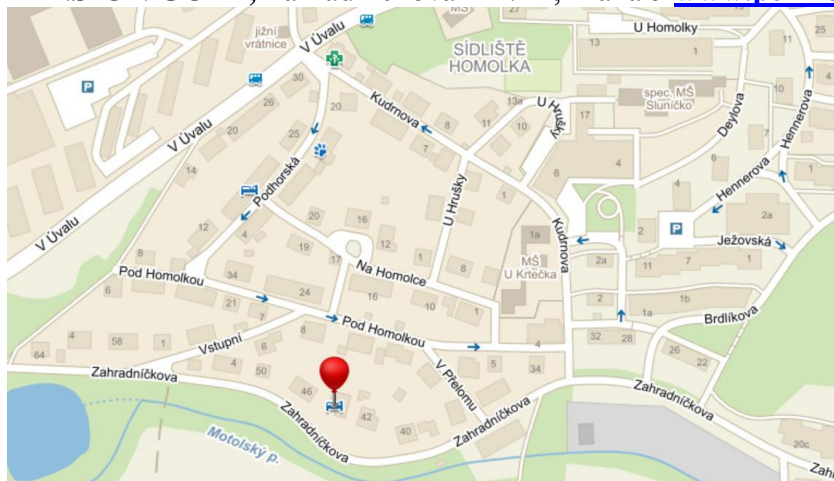 jižní
vrátnice
V Úvalu
SÍDLIŠTĚ
HOMOLKA
U Homolky
13
1
11
25
spec. MŠ
Sluníčko
Deylova
Hennerova
10
7
30
26
20
20
25
Kudrnova
8
7
11
13a
10
U Hrušky
17
6
4
6
4
V Úvalu
14
Podhorská
12
4
20
16
19
17
12
1
U Hrušky
1
8
Kudrnova
1a
MŠ
U Krtečka
2
2a
Hennerova
2a
Ježovská
11
7
1
V Úvalu
8
Pod Homolkou
6
34
21
7
24
Na Homolce
16
10
1
2
1a
1b
Brdlíkova
Pod Homolkou
8
4
32
28
26
22
64
4
58
1
Vstupní
6
4
50
V Přelomu
5
34
Zahradníčkova
46
42
40
Zahradníčkova
Zahradníčkova
Zahradníčkova
20c
Motolský p.